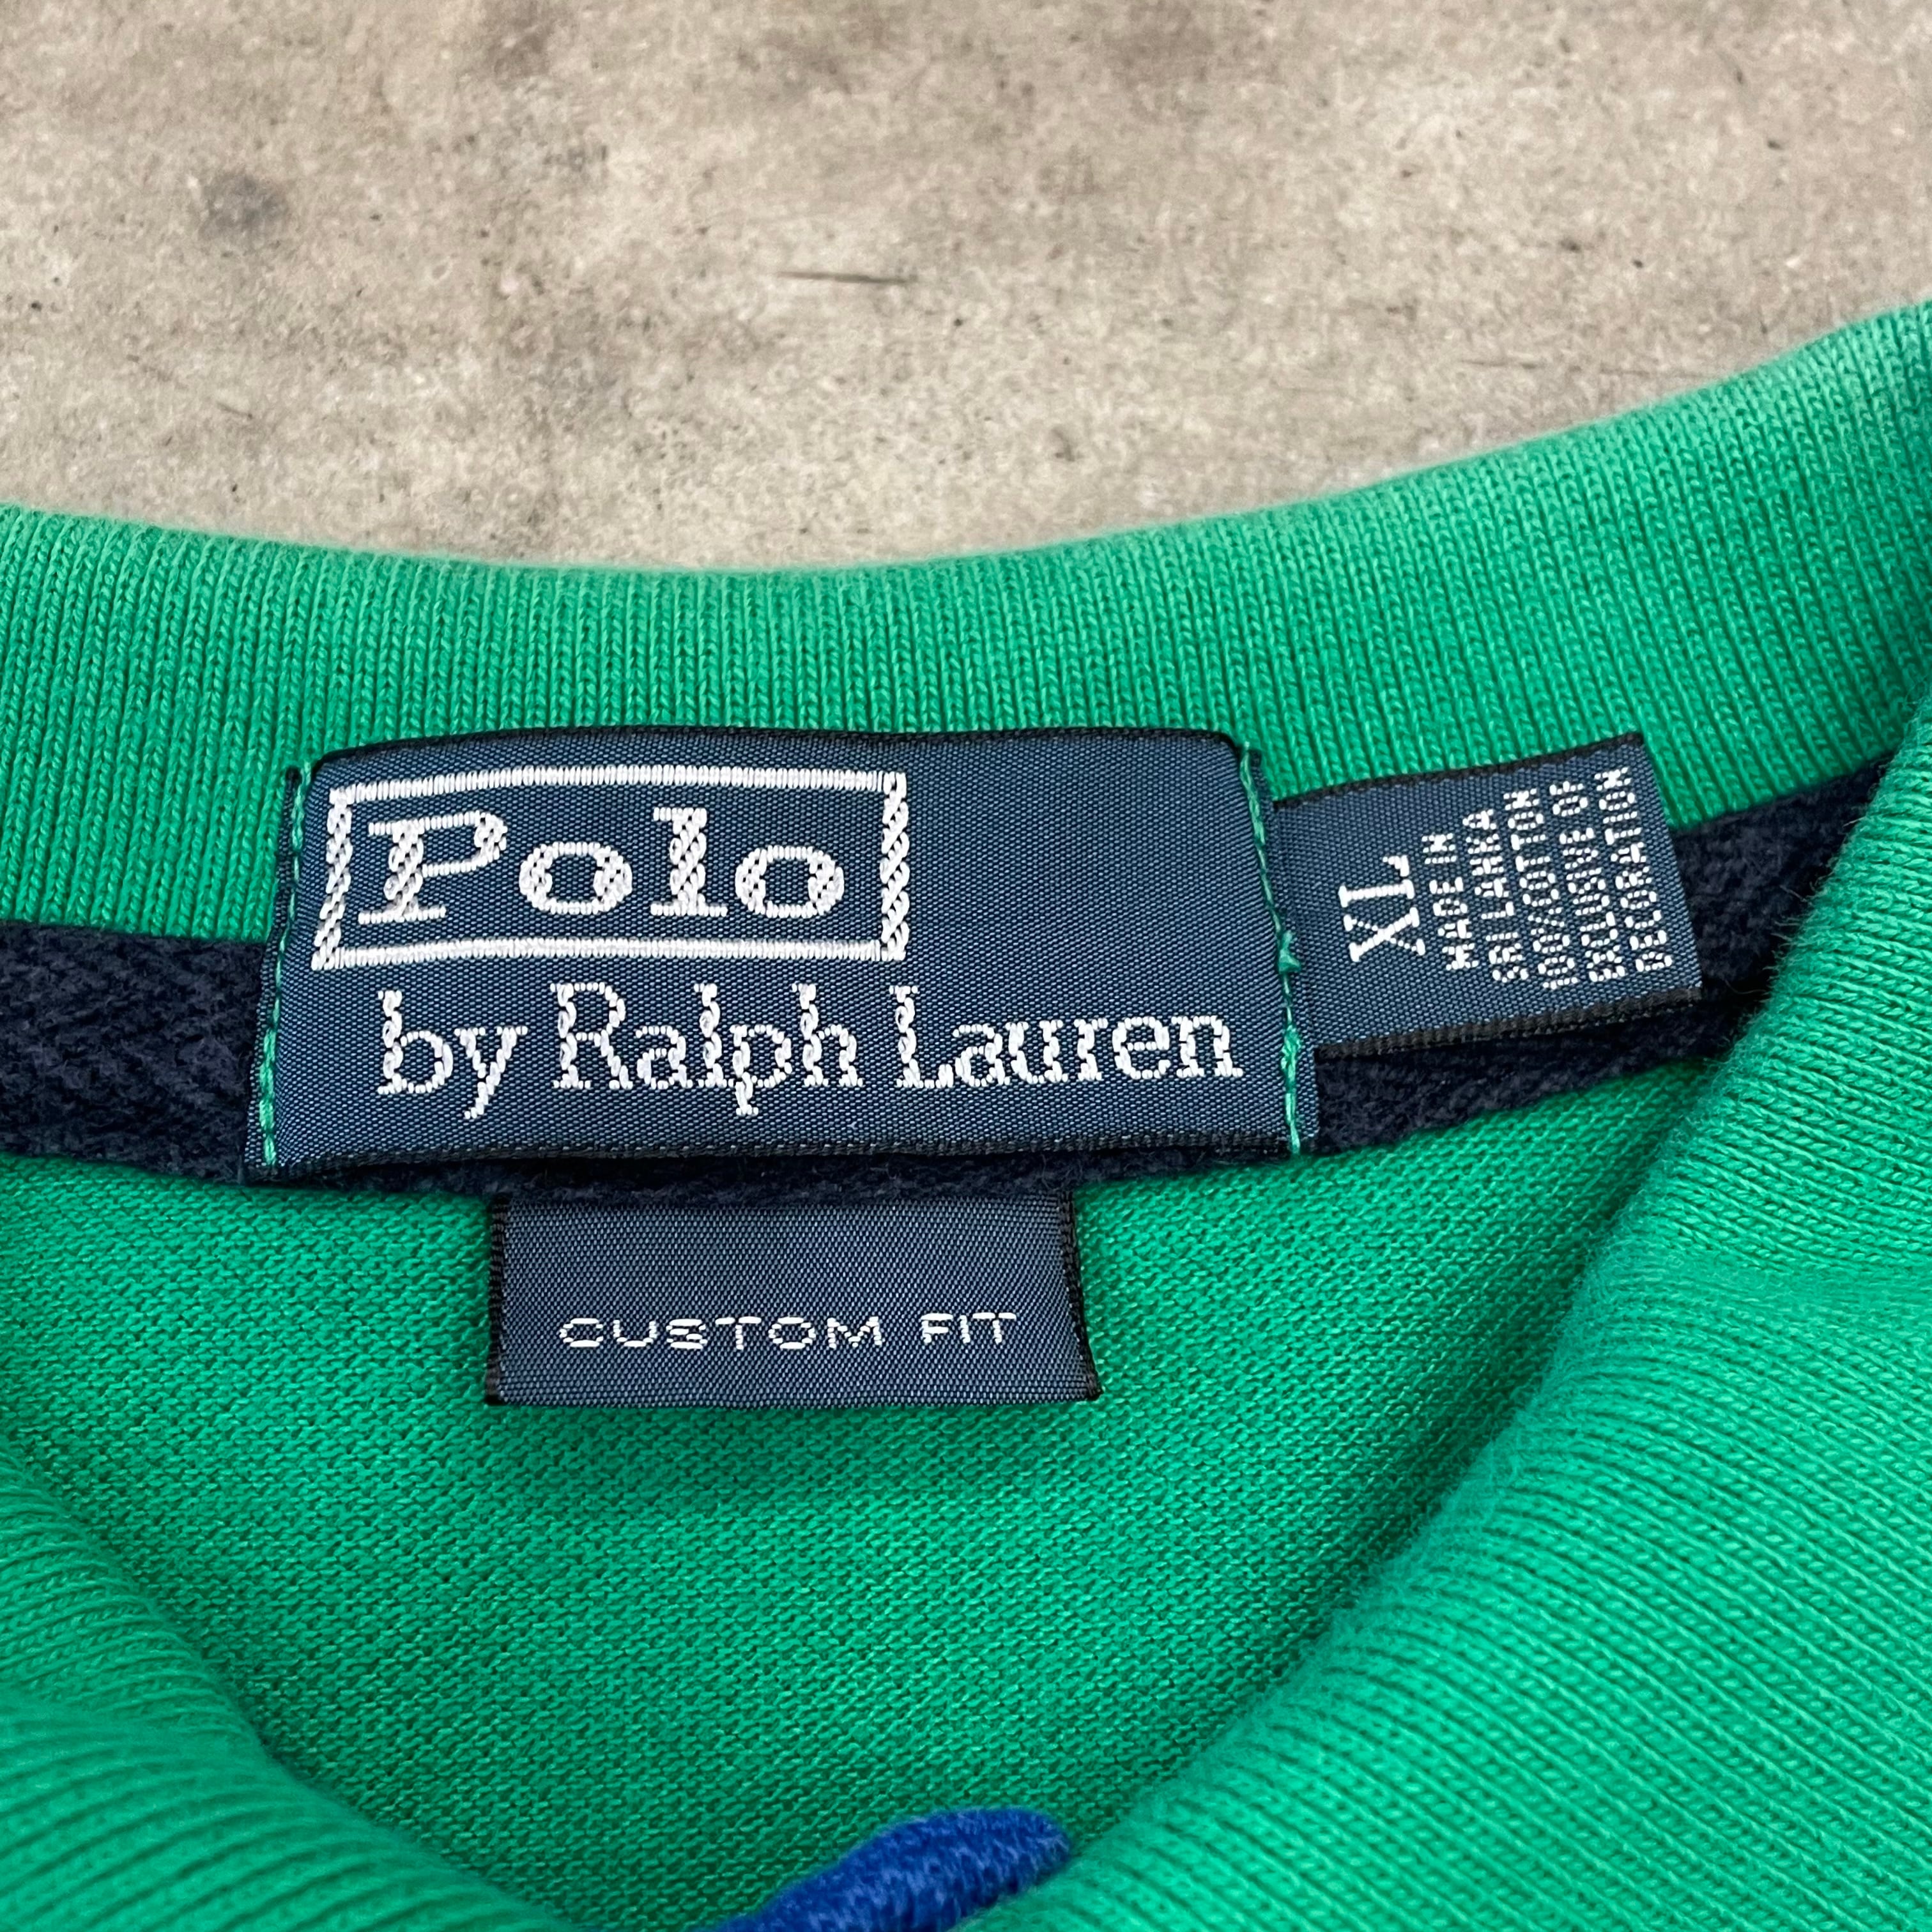 Polo
by Ralph Lauren
XL
MADE IN
SRI LANKA
100%COTTON
EXCLUSIVE OF
DECORATION
CUSTOM FIT